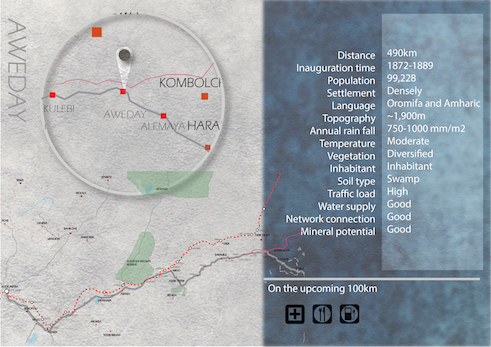 AWEDAY
KOMBOLCH
KULEBI
AWEDAY
ALEMAYA
HARA
Distance 490km
Inauguration time 1872-1889
Population 99,228
Settlement Densely
Language Oromifa and Amharic
Topography ~1,900m
Annual rain fall 750-1000 mm/m2
Temperature Moderate
Vegetation Diversified
Inhabitant Inhabitant
Soil type Swamp
Traffic load High
Water supply Good
Network connection Good
Mineral potential Good
On the upcoming 100km